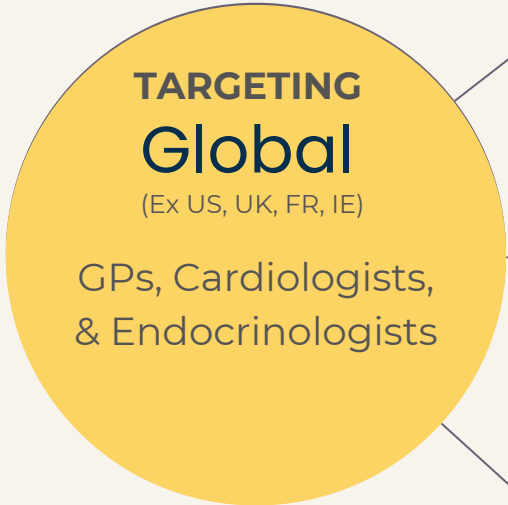 TARGETING
Global
(Ex US, UK, FR, IE)
GPs, Cardiologists,
& Endocrinologists